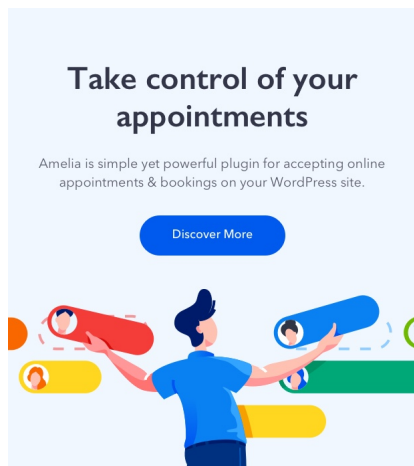 Take control of your
appointments
Amelia is simple yet powerful plugin for accepting online
appointments & bookings on your WordPress site.
Discover More